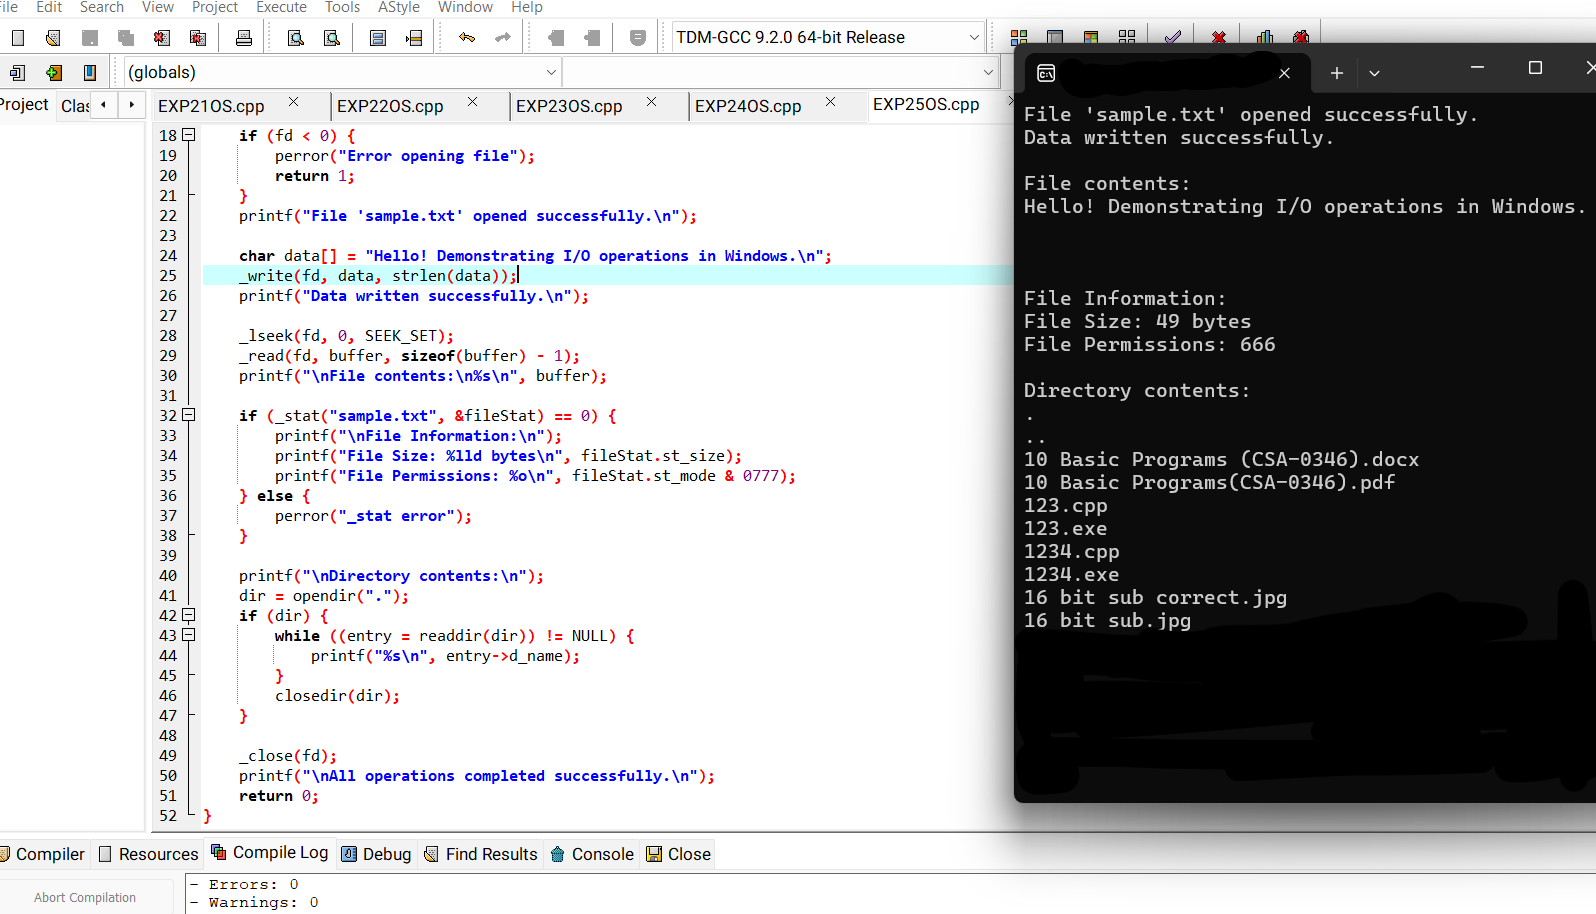 ile Edit Search View Project Execute Tools AStyle Window Help
TDM-GCC 9.2.0 64-bit Release
(globals)
Project Clas EXP21OS.cpp EXP22OS.cpp EXP23OS.cpp EXP24OS.cpp EXP25OS.cpp
18 if (fd < 0) {
19 perror("Error opening file");
20 return 1;
21 }
22 printf("File 'sample.txt' opened successfully.\n");
23
24 char data[] = "Hello! Demonstrating I/O operations in Windows.\n";
25 _write(fd, data, strlen(data));
26 printf("Data written successfully.\n");
27
28 _lseek(fd, 0, SEEK_SET);
29 _read(fd, buffer, sizeof(buffer) - 1);
30 printf("\nFile contents:\n%s\n", buffer);
31
32 if (_stat("sample.txt", &fileStat) == 0) {
33 printf("\nFile Information:\n");
34 printf("File Size: %lld bytes\n", fileStat.st_size);
35 printf("File Permissions: %o\n", fileStat.st_mode & 0777);
36 } else {
37 perror("_stat error");
38 }
39
40 printf("\nDirectory contents:\n");
41 dir = opendir(".");
42 if (dir) {
43 while ((entry = readdir(dir)) != NULL) {
44 printf("%s\n", entry->d_name);
45 }
46 closedir(dir);
47 }
48
49 _close(fd);
50 printf("\nAll operations completed successfully.\n");
51 return 0;
52 }
File 'sample.txt' opened successfully.
Data written successfully.
File contents:
Hello! Demonstrating I/O operations in Windows.
File Information:
File Size: 49 bytes
File Permissions: 666
Directory contents:
.
..
10 Basic Programs (CSA-0346).docx
10 Basic Programs(CSA-0346).pdf
123.cpp
123.exe
1234.cpp
1234.exe
16 bit sub correct.jpg
16 bit sub.jpg
Compiler Resources Compile Log Debug Find Results Console Close
Abort Compilation
- Errors: 0
- Warnings: 0